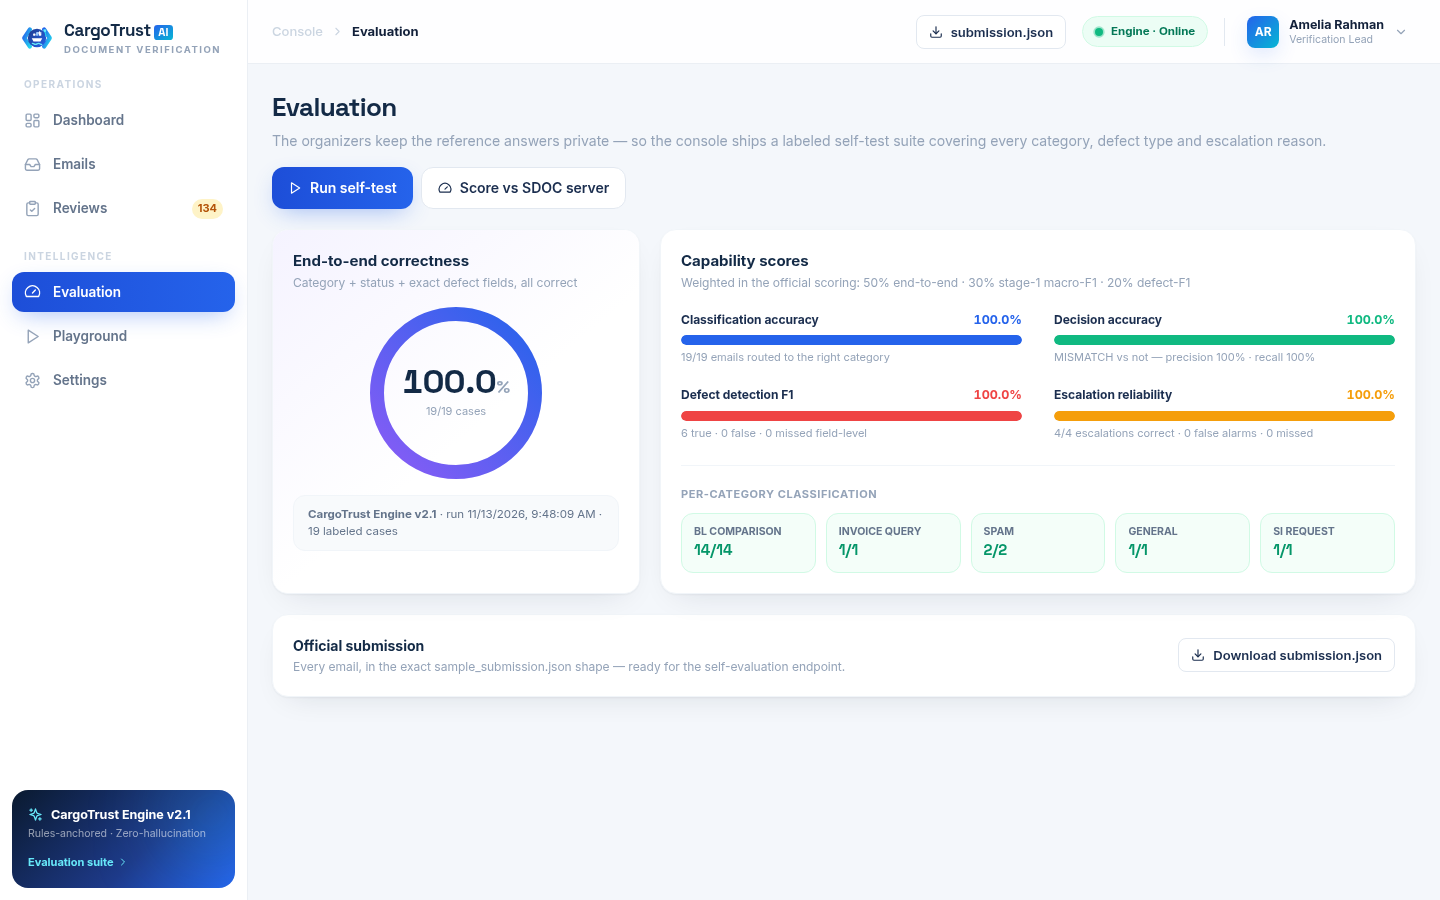 CargoTrust AI
DOCUMENT VERIFICATION
OPERATIONS
Dashboard
Emails
Reviews 134
INTELLIGENCE
Evaluation
Playground
Settings
CargoTrust Engine v2.1
Rules-anchored · Zero-hallucination
Evaluation suite
Console Evaluation
submission.json
Engine · Online
AR
Amelia Rahman
Verification Lead
Evaluation
The organizers keep the reference answers private — so the console ships a labeled self-test suite covering every category, defect type and escalation reason.
Run self-test
Score vs SDOC server
End-to-end correctness
Category + status + exact defect fields, all correct
100.0%
19/19 cases
CargoTrust Engine v2.1 · run 11/13/2026, 9:48:09 AM ·
19 labeled cases
Capability scores
Weighted in the official scoring: 50% end-to-end · 30% stage-1 macro-F1 · 20% defect-F1
Classification accuracy 100.0%
19/19 emails routed to the right category
Decision accuracy 100.0%
MISMATCH vs not — precision 100% · recall 100%
Defect detection F1 100.0%
6 true · 0 false · 0 missed field-level
Escalation reliability 100.0%
4/4 escalations correct · 0 false alarms · 0 missed
PER-CATEGORY CLASSIFICATION
BL COMPARISON
14/14
INVOICE QUERY
1/1
SPAM
2/2
GENERAL
1/1
SI REQUEST
1/1
Official submission
Every email, in the exact sample_submission.json shape — ready for the self-evaluation endpoint.
Download submission.json